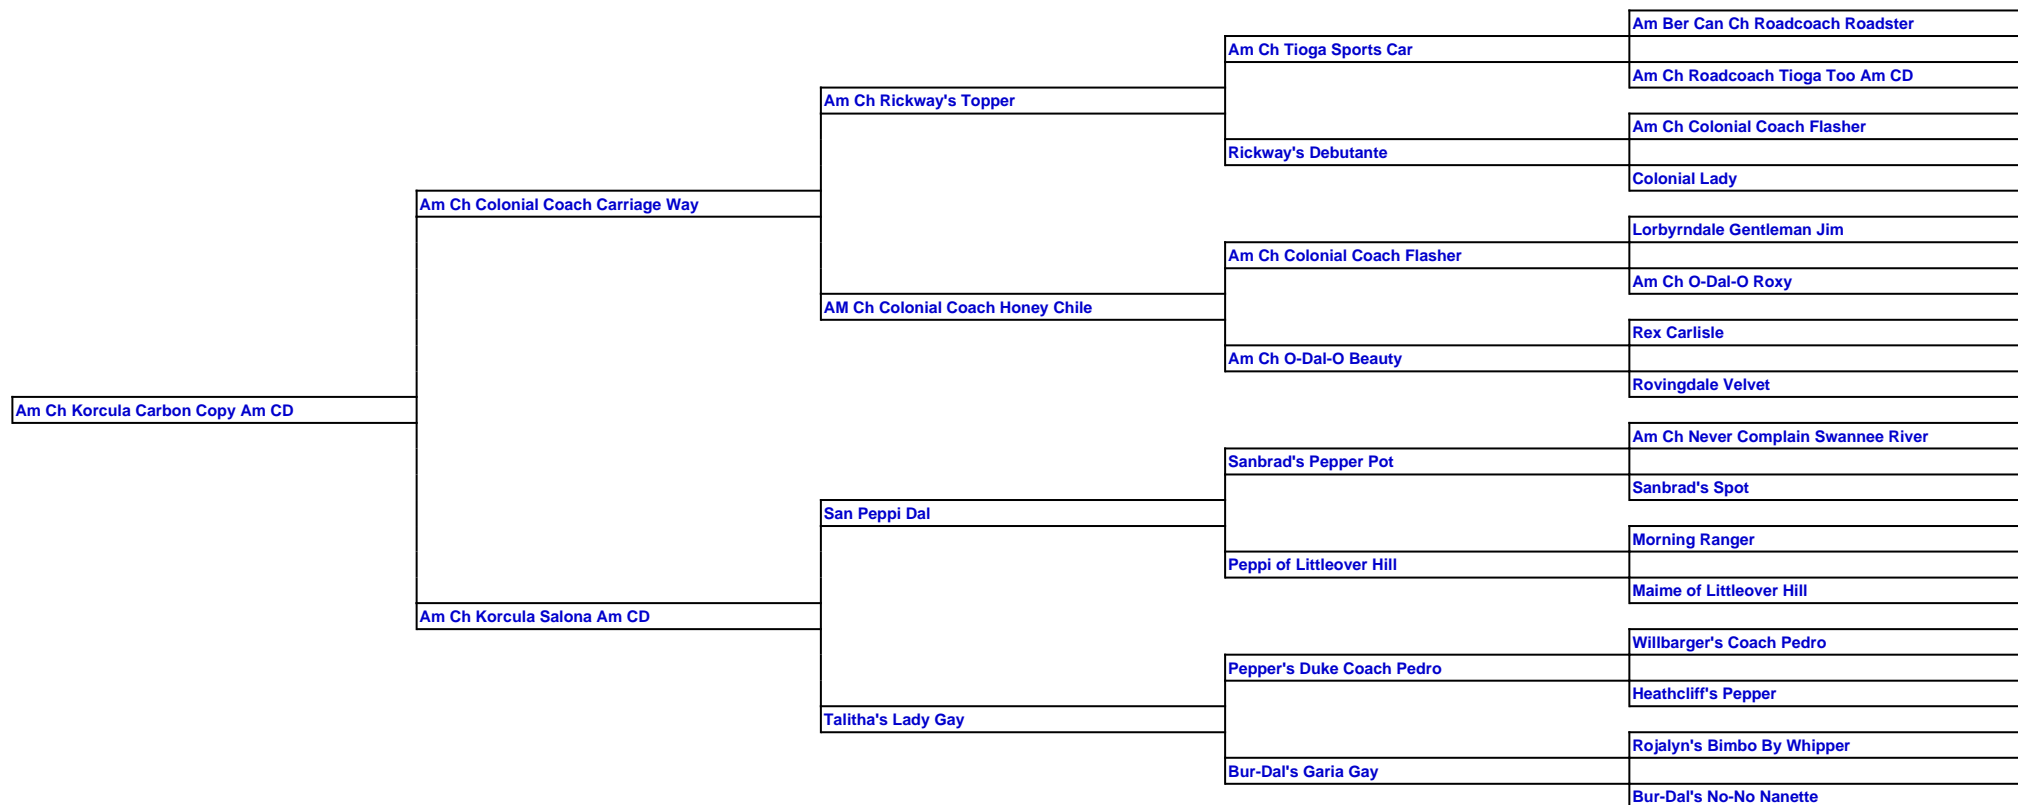 Am Ber Can Ch Roadcoach Roadster
Am Ch Tioga Sports Car
Am Ch Roadcoach Tioga Too Am CD
Am Ch Rickway's Topper
Am Ch Colonial Coach Flasher
Rickway's Debutante
Colonial Lady
Am Ch Colonial Coach Carriage Way
Lorbyrndale Gentleman Jim
Am Ch Colonial Coach Flasher
Am Ch O-Dal-O Roxy
AM Ch Colonial Coach Honey Chile
Rex Carlisle
Am Ch O-Dal-O Beauty
Rovingdale Velvet
Am Ch Korcula Carbon Copy Am CD
Am Ch Never Complain Swannee River
Sanbrad's Pepper Pot
Sanbrad's Spot
San Peppi Dal
Morning Ranger
Peppi of Littleover Hill
Maime of Littleover Hill
Am Ch Korcula Salona Am CD
Willbarger's Coach Pedro
Pepper's Duke Coach Pedro
Heathcliff's Pepper
Talitha's Lady Gay
Rojalyn's Bimbo By Whipper
Bur-Dal's Garia Gay
Bur-Dal's No-No Nanette